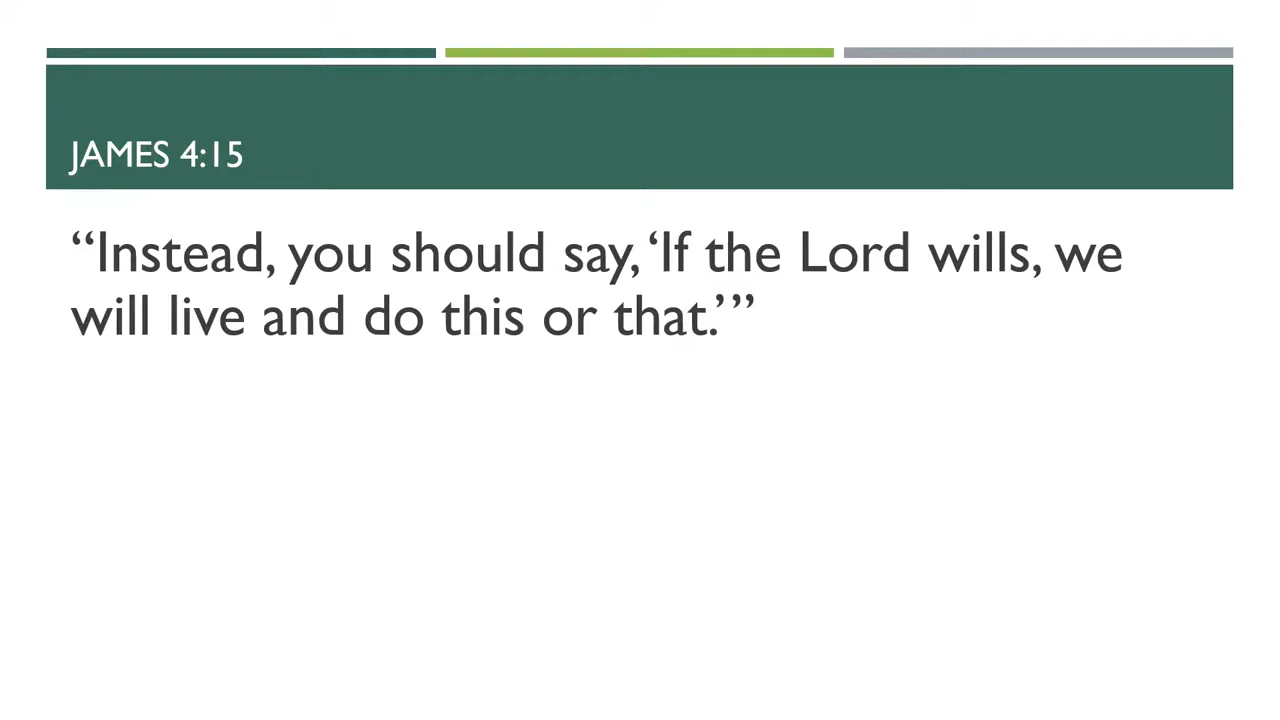 JAMES 4:15
“Instead, you should say, ‘If the Lord wills, we
will live and do this or that.’”